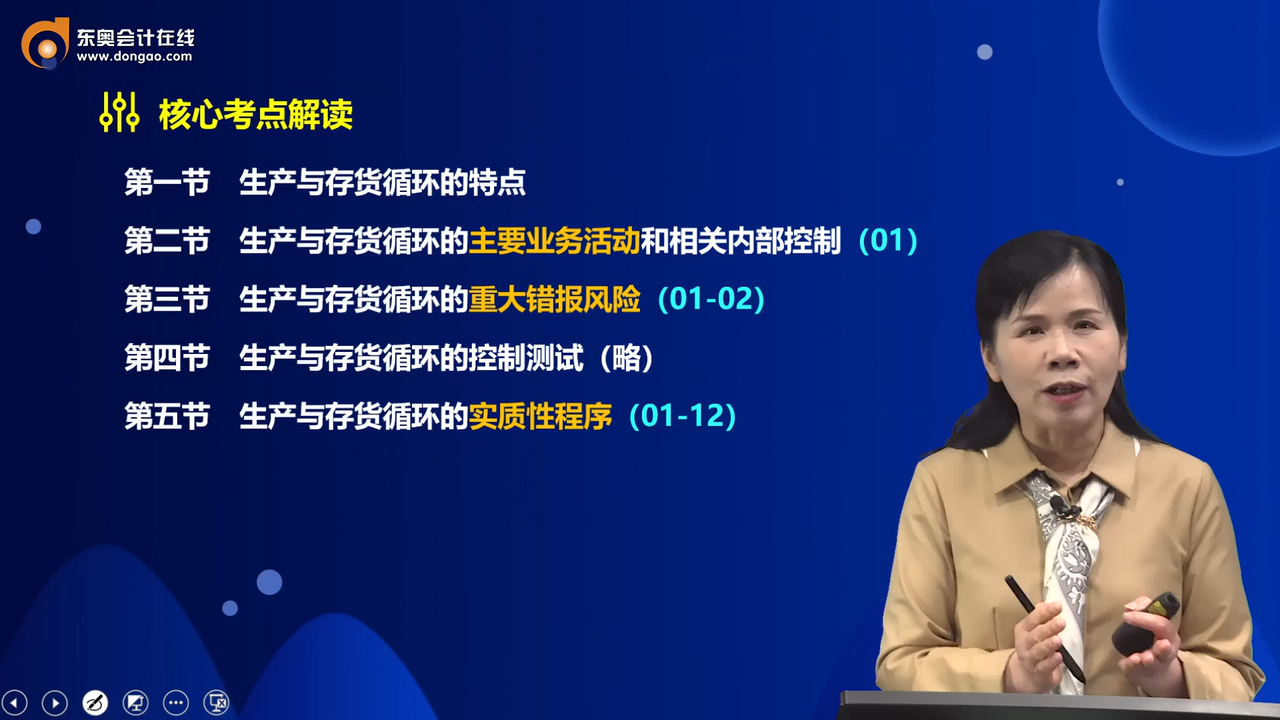 东奥会计在线
www.dongao.com
核心考点解读
第一节 生产与存货循环的特点
第二节 生产与存货循环的主要业务活动和相关内部控制（01）
第三节 生产与存货循环的重大错报风险（01-02）
第四节 生产与存货循环的控制测试（略）
第五节 生产与存货循环的实质性程序（01-12）